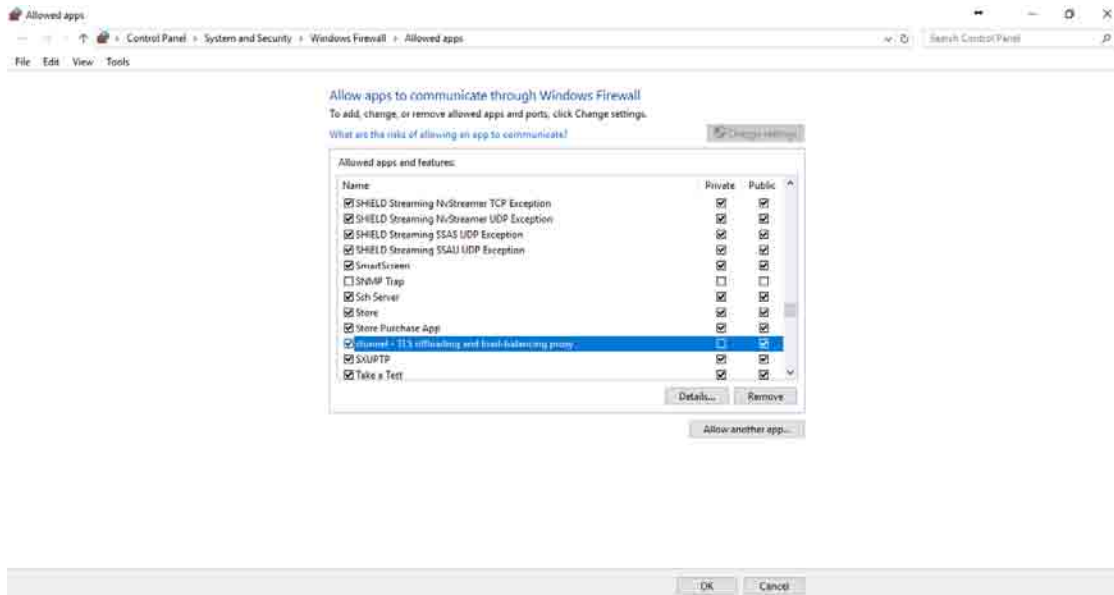 Allowed apps
Control Panel › System and Security › Windows Firewall › Allowed apps
Search Control Panel
File Edit View Tools
Allow apps to communicate through Windows Firewall
To add, change, or remove allowed apps and ports, click Change settings.
What are the risks of allowing an app to communicate?
Change settings
Allowed apps and features:
Name Private Public
SHIELD Streaming NvStreamer TCP Exception
SHIELD Streaming NvStreamer UDP Exception
SHIELD Streaming SSAS UDP Exception
SHIELD Streaming SSAU UDP Exception
SmartScreen
SNMP Trap
Ssh Server
Store
Store Purchase App
stunnel - TLS offloading and load-balancing proxy
SXUPTP
Take a Test
Details... Remove
Allow another app...
OK Cancel